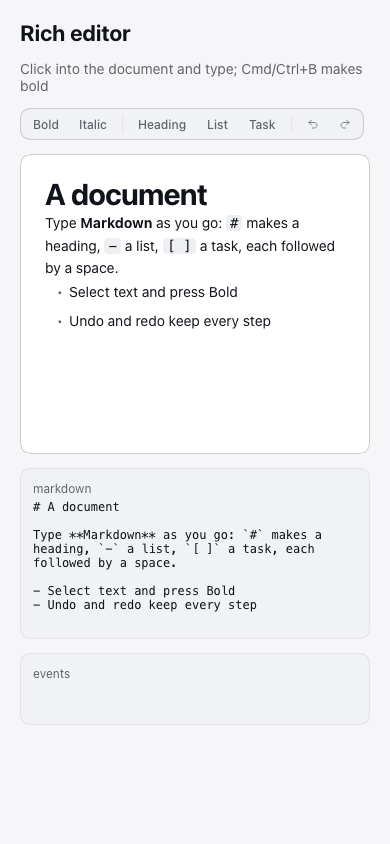 Rich editor
Click into the document and type; Cmd/Ctrl+B makes
bold
Bold Italic Heading List Task
A document
Type Markdown as you go: # makes a
heading, – a list, [ ] a task, each followed
by a space.
• Select text and press Bold
• Undo and redo keep every step
markdown
# A document
Type **Markdown** as you go: `#` makes a
heading, `–` a list, `[ ]` a task, each
followed by a space.
– Select text and press Bold
– Undo and redo keep every step
events